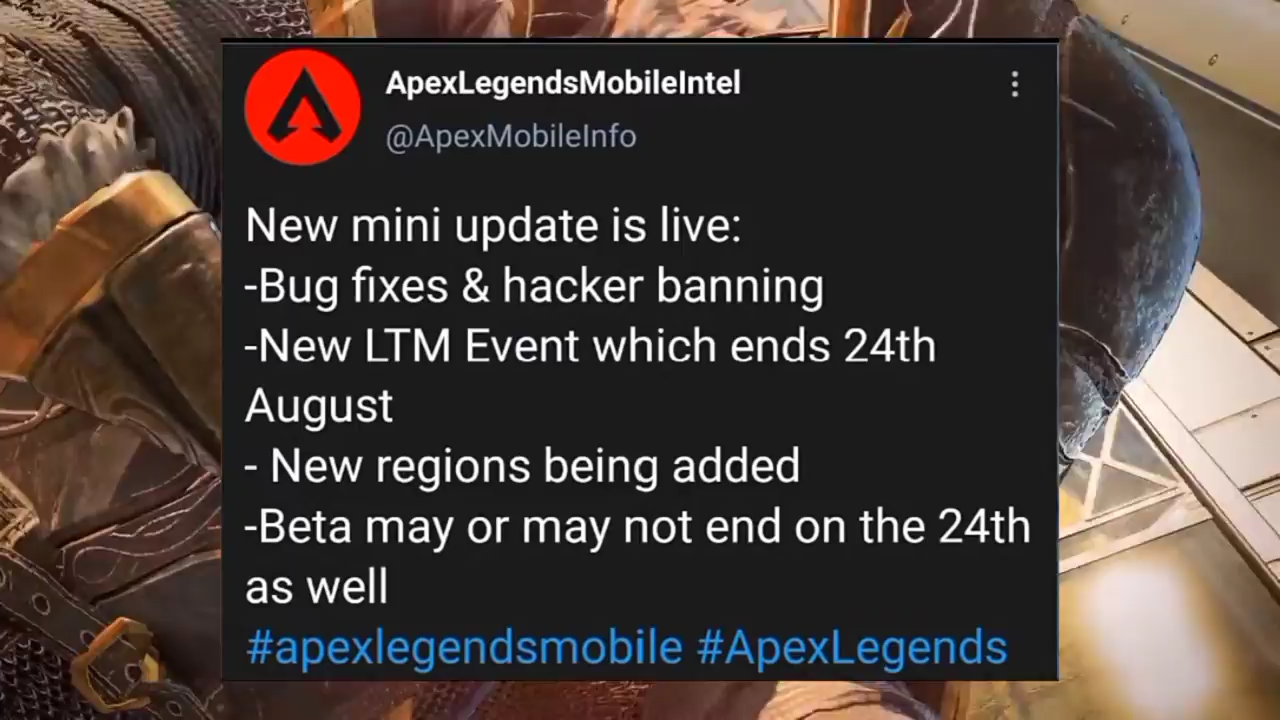 ApexLegendsMobileIntel
@ApexMobileInfo
New mini update is live:
-Bug fixes & hacker banning
-New LTM Event which ends 24th
August
- New regions being added
-Beta may or may not end on the 24th
as well
#apexlegendsmobile #ApexLegends